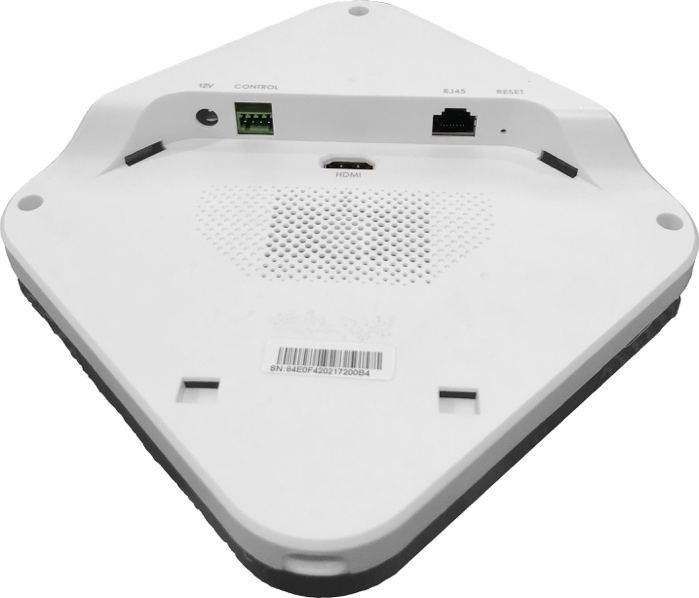 12V CONTROL RJ45 RESET
HDMI
SN:84E0F420217200B4